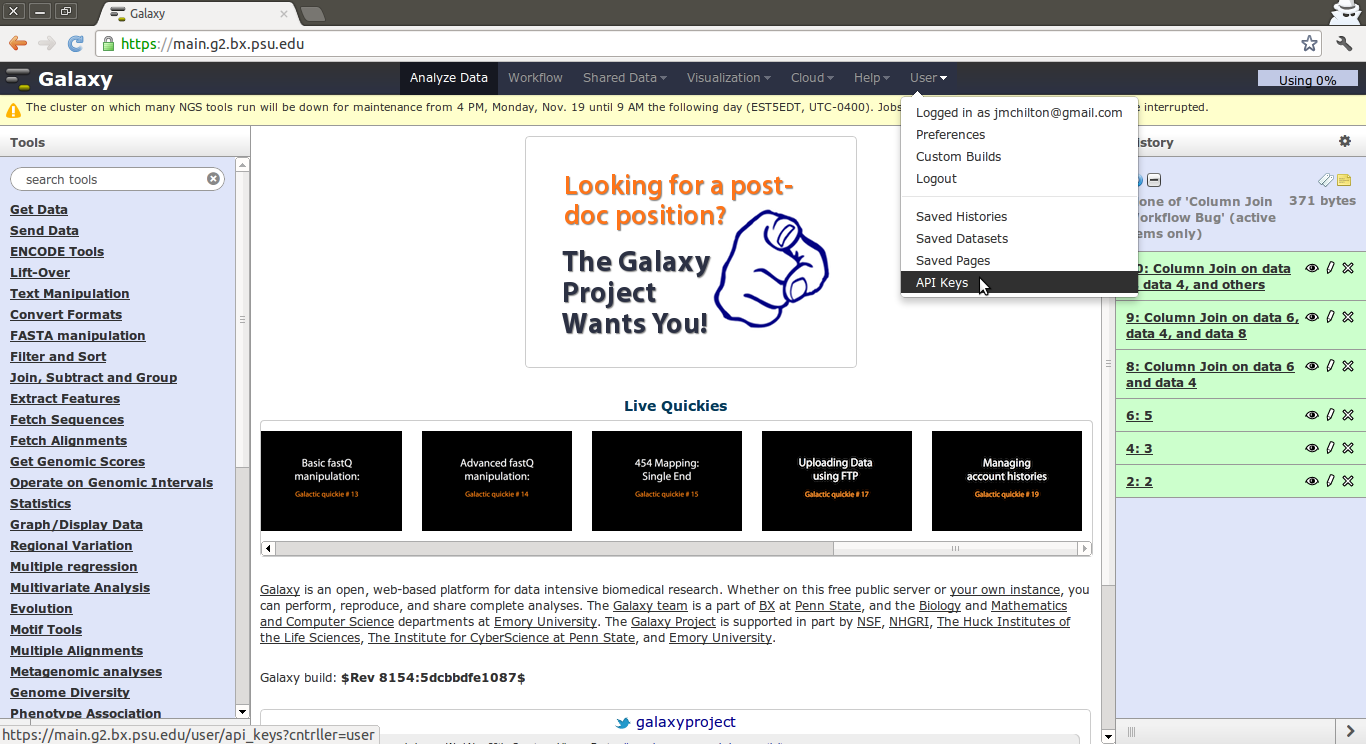 Galaxy
https://main.g2.bx.psu.edu
Galaxy
Analyze Data
Workflow
Shared Data
Visualization
Cloud
Help
User
Using 0%
The cluster on which many NGS tools run will be down for maintenance from 4 PM, Monday, Nov. 19 until 9 AM the following day (EST5EDT, UTC-0400). Jobs
e interrupted.
Logged in as jmchilton@gmail.com
Preferences
Custom Builds
Logout
Saved Histories
Saved Datasets
Saved Pages
API Keys
Tools
search tools
Get Data
Send Data
ENCODE Tools
Lift-Over
Text Manipulation
Convert Formats
FASTA manipulation
Filter and Sort
Join, Subtract and Group
Extract Features
Fetch Sequences
Fetch Alignments
Get Genomic Scores
Operate on Genomic Intervals
Statistics
Graph/Display Data
Regional Variation
Multiple regression
Multivariate Analysis
Evolution
Motif Tools
Multiple Alignments
Metagenomic analyses
Genome Diversity
Phenotype Association
https://main.g2.bx.psu.edu/user/api_keys?cntrller=user
Looking for a post-
doc position?
The Galaxy
Project
Wants You!
Live Quickies
Basic fastQ
manipulation:
Galactic quickie # 13
Advanced fastQ
manipulation:
Galactic quickie # 14
454 Mapping:
Single End
Galactic quickie # 15
Uploading Data
using FTP
Galactic quickie # 17
Managing
account histories
Galactic quickie # 19
Galaxy is an open, web-based platform for data intensive biomedical research. Whether on this free public server or your own instance, you
can perform, reproduce, and share complete analyses. The Galaxy team is a part of BX at Penn State, and the Biology and Mathematics
and Computer Science departments at Emory University. The Galaxy Project is supported in part by NSF, NHGRI, The Huck Institutes of
the Life Sciences, The Institute for CyberScience at Penn State, and Emory University.
Galaxy build: $Rev 8154:5dcbbdfe1087$
galaxyproject
istory
one of 'Column Join
orkflow Bug' (active
ems only)
371 bytes
0: Column Join on data
data 4, and others
9: Column Join on data 6,
data 4, and data 8
8: Column Join on data 6
and data 4
6: 5
4: 3
2: 2